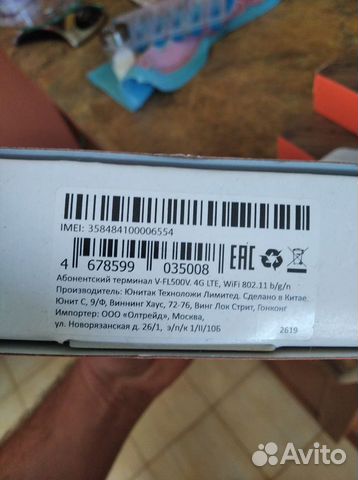 IMEI: 358484100006554
4 678599 035008 EAC
Абонентский терминал V-FL500V. 4G LTE, WiFi 802.11 b/g/n
Производитель: Юнитак Техноложи Лимитед. Сделано в Китае.
Юнит С, 9/Ф, Виннинг Хаус, 72-76, Винг Лок Стрит, Гонконг
Импортер: ООО «Олтрейд», Москва,
ул. Новорязанская д. 26/1, э/п/к 1/II/10Б
2619
Avito